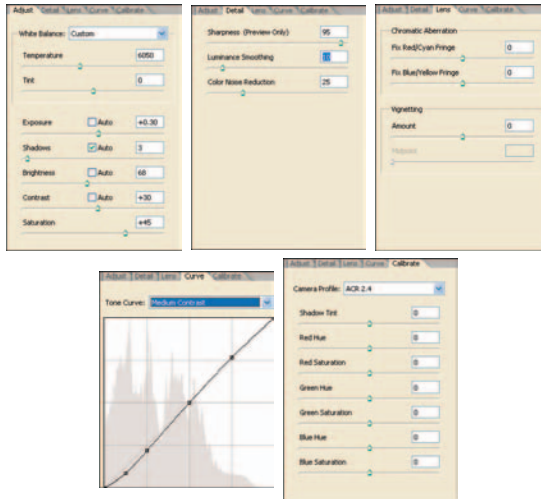 Adjust Detail Lens Curve Calibrate
White Balance: Custom
Temperature 6050
Tint 0
Exposure Auto +0.30
Shadows Auto 3
Brightness Auto 68
Contrast Auto +30
Saturation +45
Adjust Detail Lens Curve Calibrate
Sharpness (Preview Only) 95
Luminance Smoothing 10
Color Noise Reduction 25
Adjust Detail Lens Curve Calibrate
Chromatic Aberration
Fix Red/Cyan Fringe 0
Fix Blue/Yellow Fringe 0
Vignetting
Amount 0
Midpoint
Adjust Detail Lens Curve Calibrate
Tone Curve: Medium Contrast
Adjust Detail Lens Curve Calibrate
Camera Profile: ACR 2.4
Shadow Tint 0
Red Hue 0
Red Saturation 0
Green Hue 0
Green Saturation 0
Blue Hue 0
Blue Saturation 0